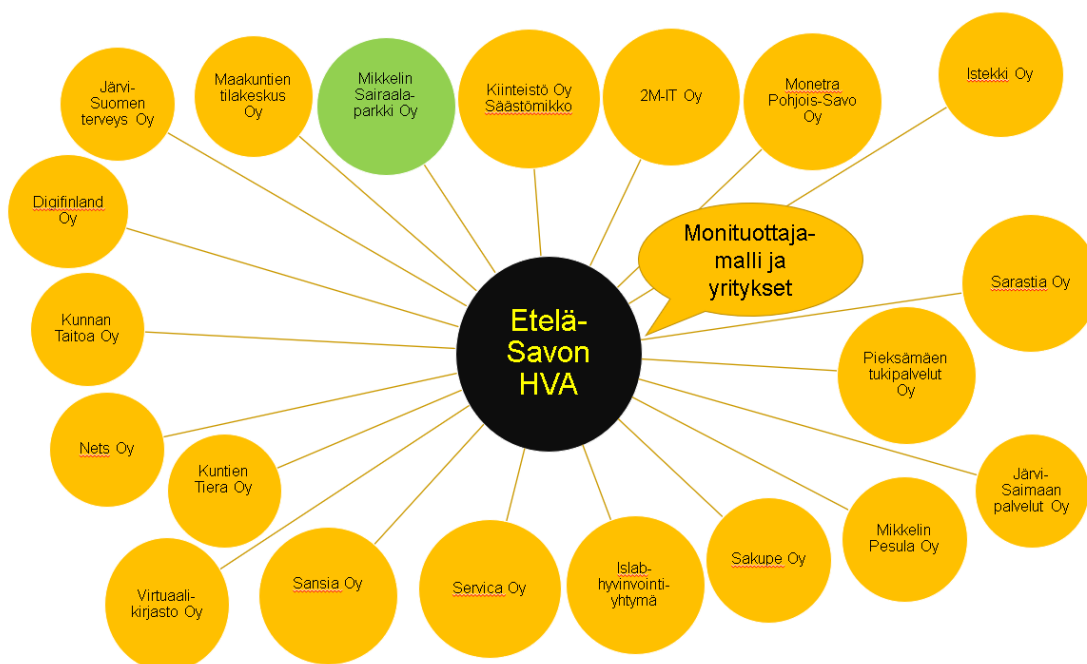 Järvi-
Suomen
terveys Oy
Maakuntien
tilakeskus
Oy
Mikkelin
Sairaala-
parkki Oy
Kiinteistö Oy
Säästömikko
2M-IT Oy
Monetra
Pohjois-Savo
Oy
Istekki Oy
Digifinland
Oy
Monituottaja-
malli ja
yritykset
Sarastia Oy
Kunnan
Taitoa Oy
Etelä-
Savon
HVA
Pieksämäen
tukipalvelut
Oy
Nets Oy
Kuntien
Tiera Oy
Järvi-
Saimaan
palvelut Oy
Virtuaali-
kirjasto Oy
Sansia Oy
Servica Oy
Islab-
hyvinvointi-
yhtymä
Sakupe Oy
Mikkelin
Pesula Oy